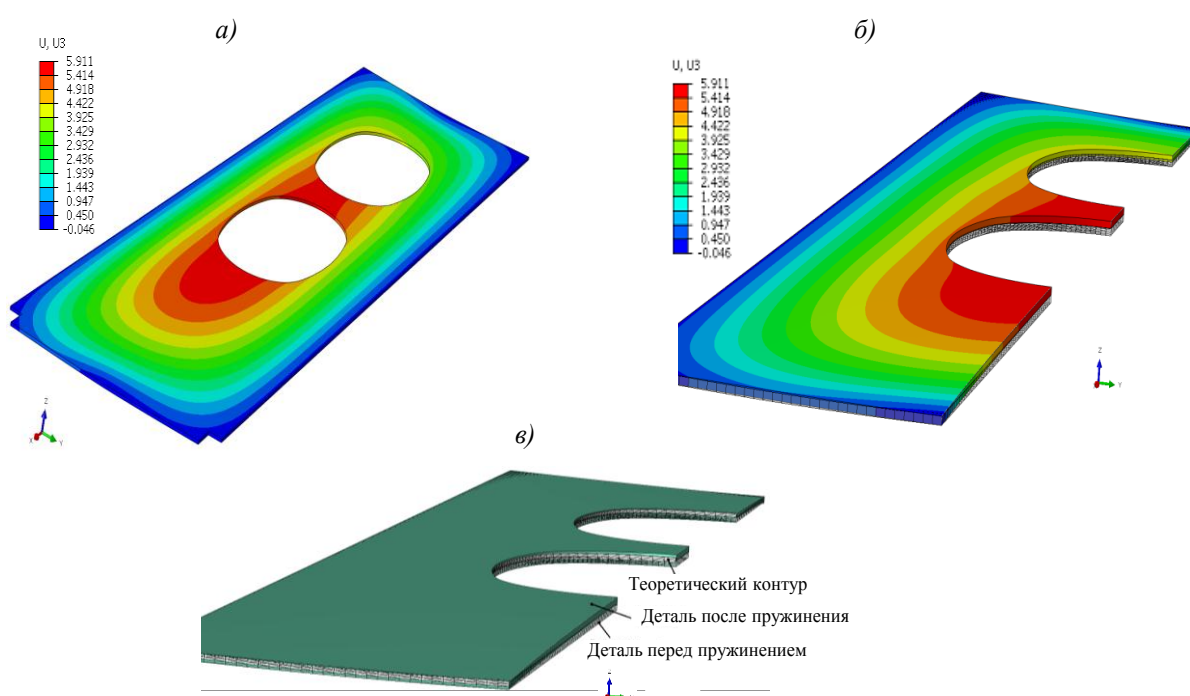 а)
U, U3
5.911
5.414
4.918
4.422
3.925
3.429
2.932
2.436
1.939
1.443
0.947
0.450
-0.046
X
Z
Y
б)
U, U3
5.911
5.414
4.918
4.422
3.925
3.429
2.932
2.436
1.939
1.443
0.947
0.450
-0.046
Z
Y
в)
Теоретический контур
Деталь после пружинения
Деталь перед пружинением